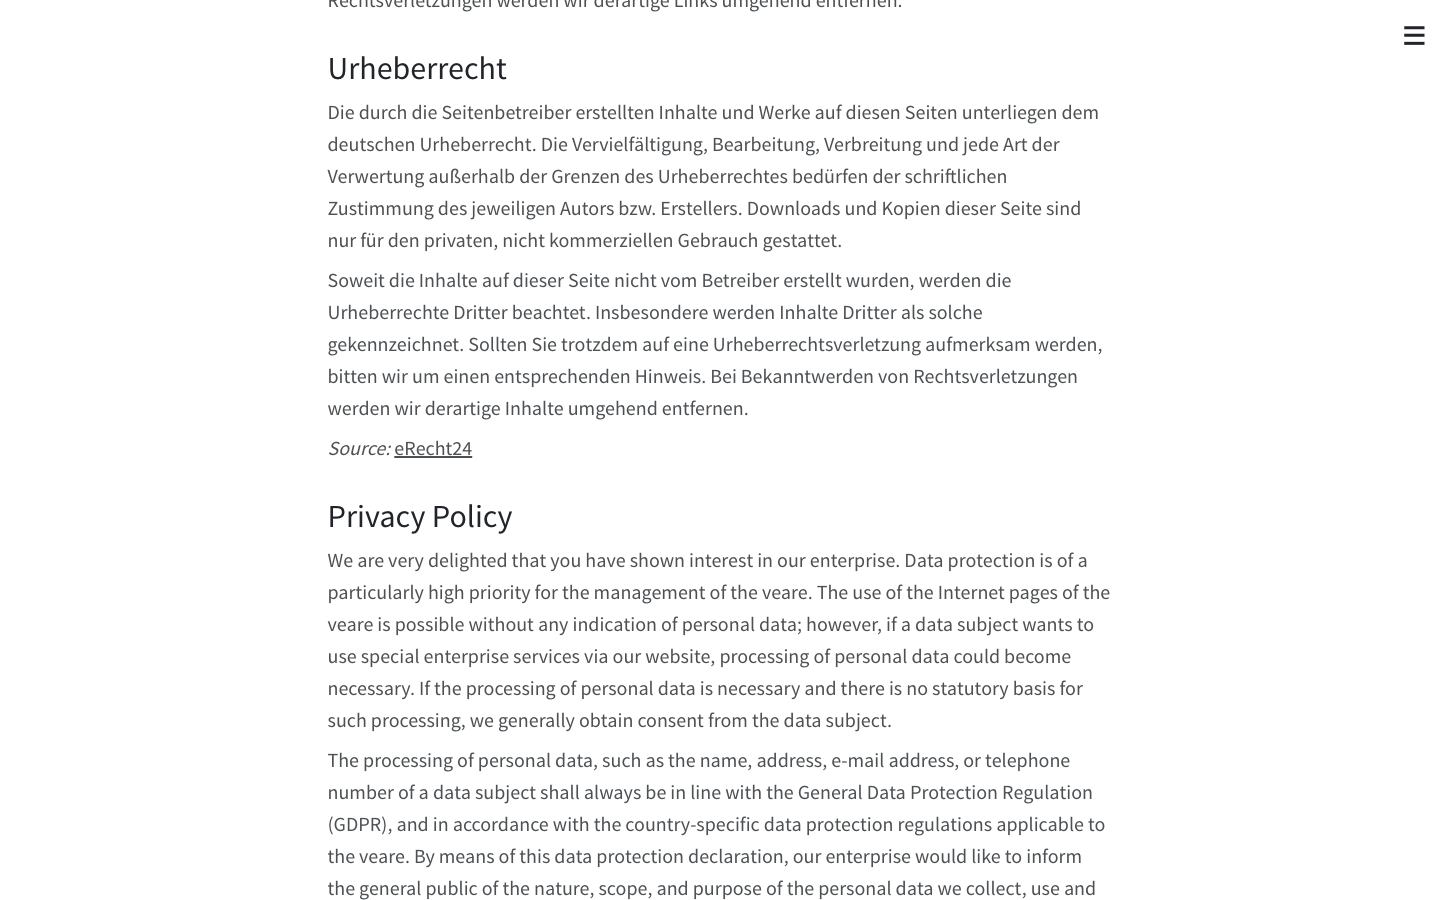 Rechtsverletzungen werden wir derartige Links umgehend entfernen.
Urheberrecht
Die durch die Seitenbetreiber erstellten Inhalte und Werke auf diesen Seiten unterliegen dem
deutschen Urheberrecht. Die Vervielfältigung, Bearbeitung, Verbreitung und jede Art der
Verwertung außerhalb der Grenzen des Urheberrechtes bedürfen der schriftlichen
Zustimmung des jeweiligen Autors bzw. Erstellers. Downloads und Kopien dieser Seite sind
nur für den privaten, nicht kommerziellen Gebrauch gestattet.
Soweit die Inhalte auf dieser Seite nicht vom Betreiber erstellt wurden, werden die
Urheberrechte Dritter beachtet. Insbesondere werden Inhalte Dritter als solche
gekennzeichnet. Sollten Sie trotzdem auf eine Urheberrechtsverletzung aufmerksam werden,
bitten wir um einen entsprechenden Hinweis. Bei Bekanntwerden von Rechtsverletzungen
werden wir derartige Inhalte umgehend entfernen.
Source: eRecht24
Privacy Policy
We are very delighted that you have shown interest in our enterprise. Data protection is of a
particularly high priority for the management of the veare. The use of the Internet pages of the
veare is possible without any indication of personal data; however, if a data subject wants to
use special enterprise services via our website, processing of personal data could become
necessary. If the processing of personal data is necessary and there is no statutory basis for
such processing, we generally obtain consent from the data subject.
The processing of personal data, such as the name, address, e-mail address, or telephone
number of a data subject shall always be in line with the General Data Protection Regulation
(GDPR), and in accordance with the country-specific data protection regulations applicable to
the veare. By means of this data protection declaration, our enterprise would like to inform
the general public of the nature, scope, and purpose of the personal data we collect, use and